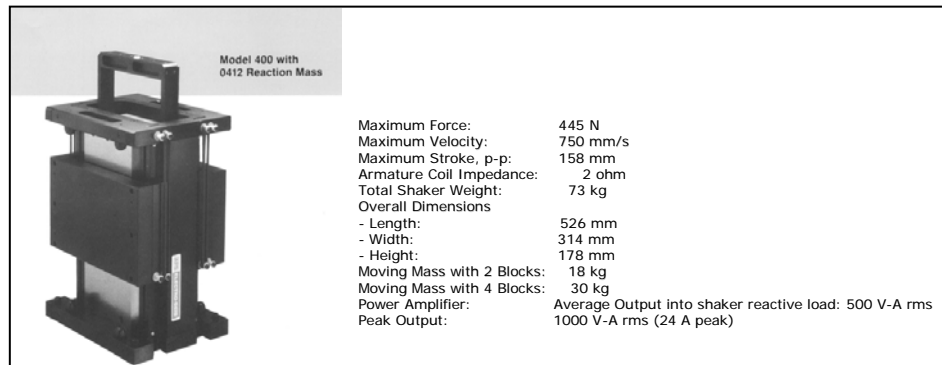 Model 400 with
0412 Reaction Mass
Maximum Force: 445 N
Maximum Velocity: 750 mm/s
Maximum Stroke, p-p: 158 mm
Armature Coil Impedance: 2 ohm
Total Shaker Weight: 73 kg
Overall Dimensions
- Length: 526 mm
- Width: 314 mm
- Height: 178 mm
Moving Mass with 2 Blocks: 18 kg
Moving Mass with 4 Blocks: 30 kg
Power Amplifier: Average Output into shaker reactive load: 500 V-A rms
Peak Output: 1000 V-A rms (24 A peak)